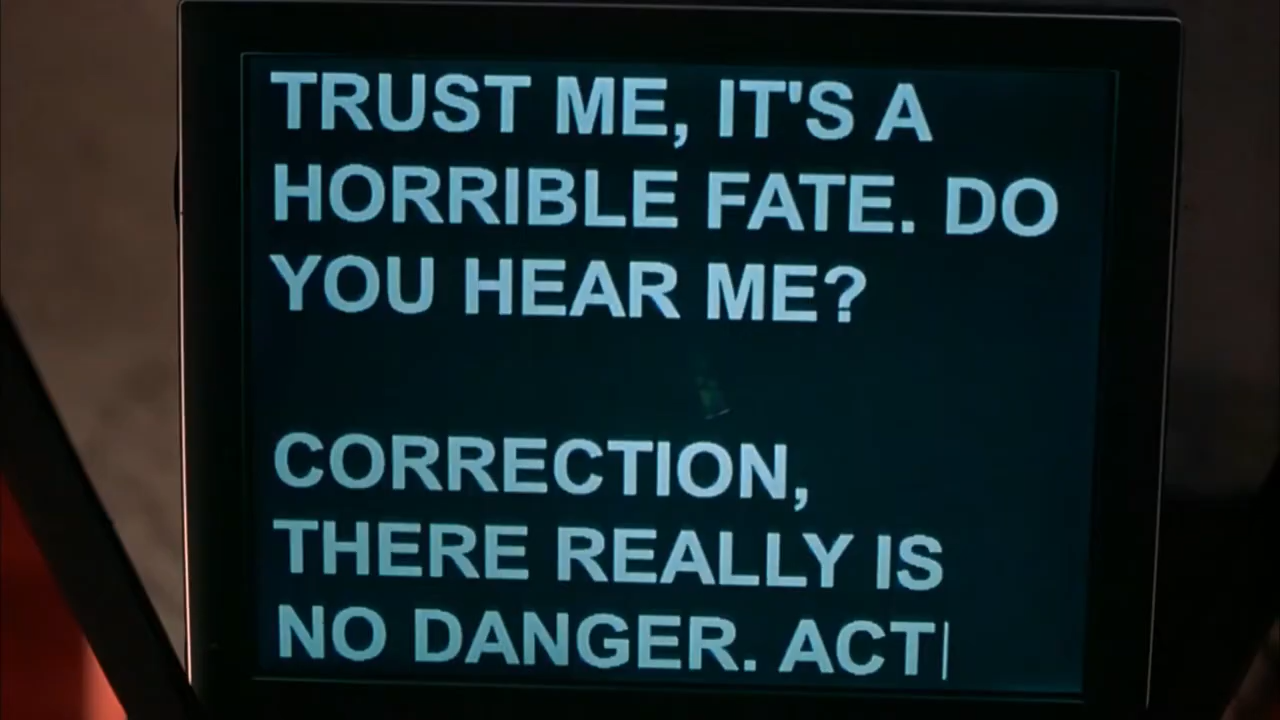 TRUST ME, IT'S A
HORRIBLE FATE. DO
YOU HEAR ME?
CORRECTION,
THERE REALLY IS
NO DANGER. ACT